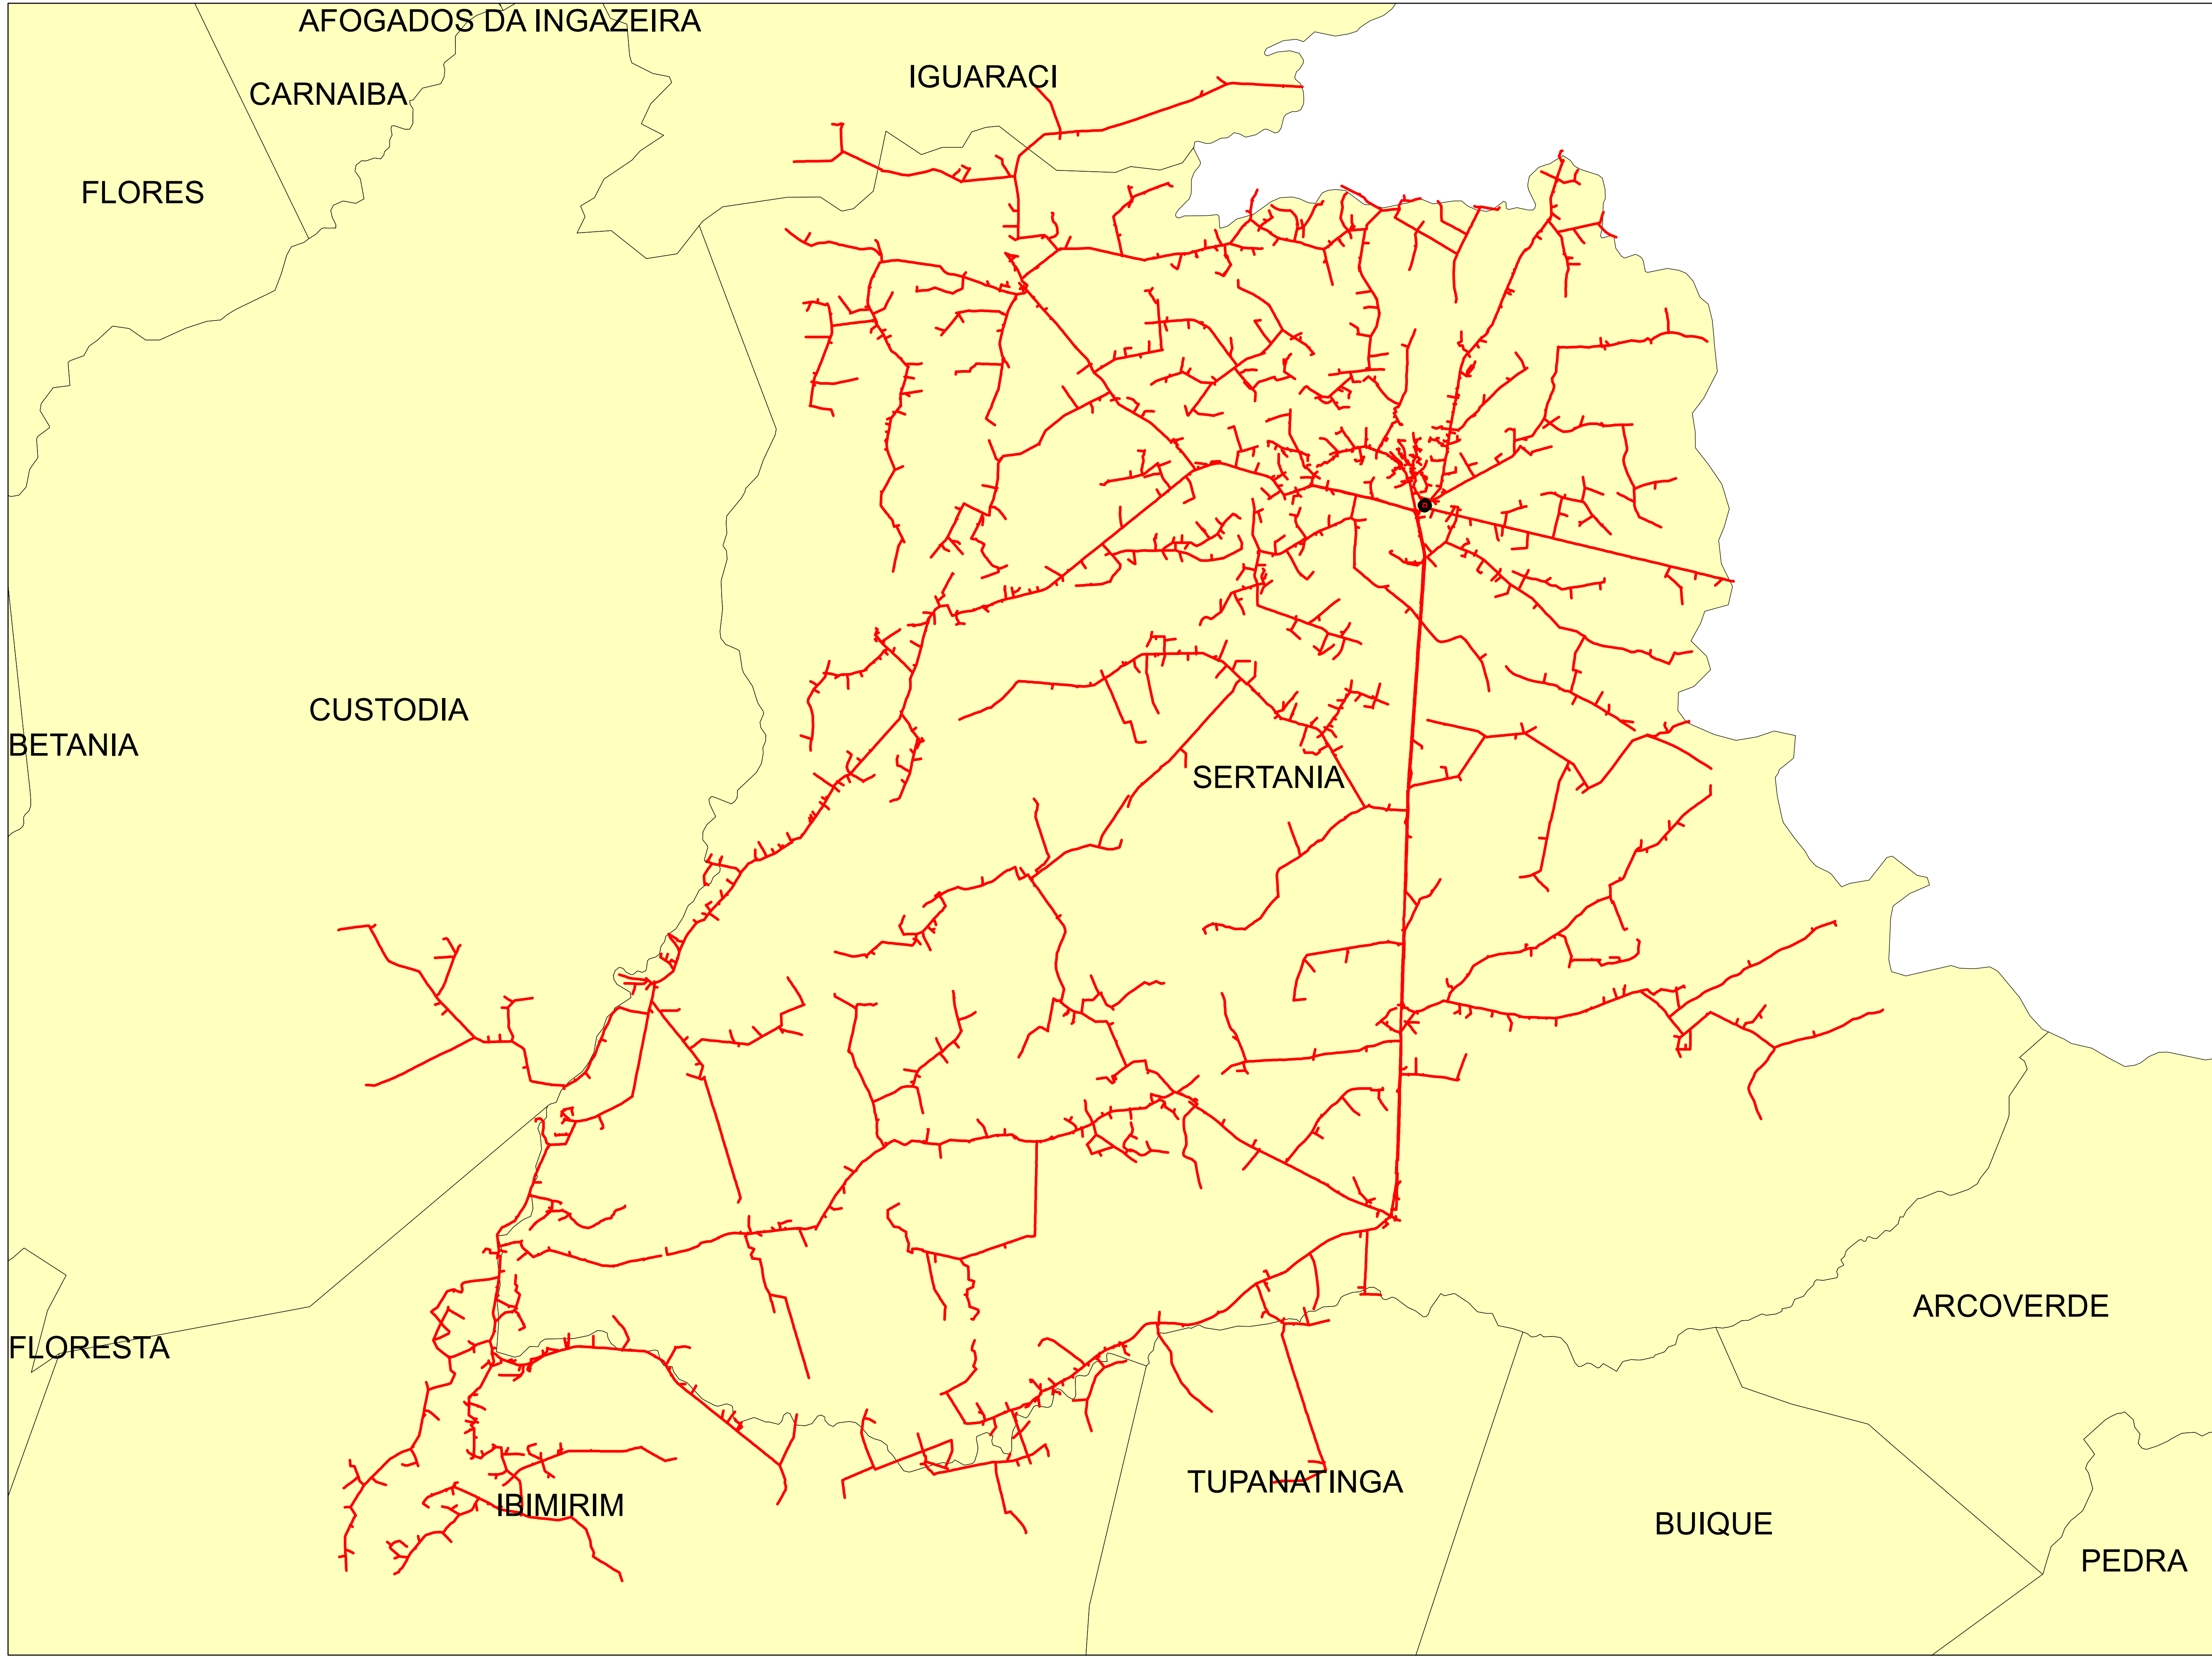 AFOGADOS DA INGAZEIRA
IGUARACI
CARNAIBA
FLORES
CUSTODIA
BETANIA
SERTANIA
ARCOVERDE
FLORESTA
TUPANATINGA
IBIMIRIM
BUIQUE
PEDRA